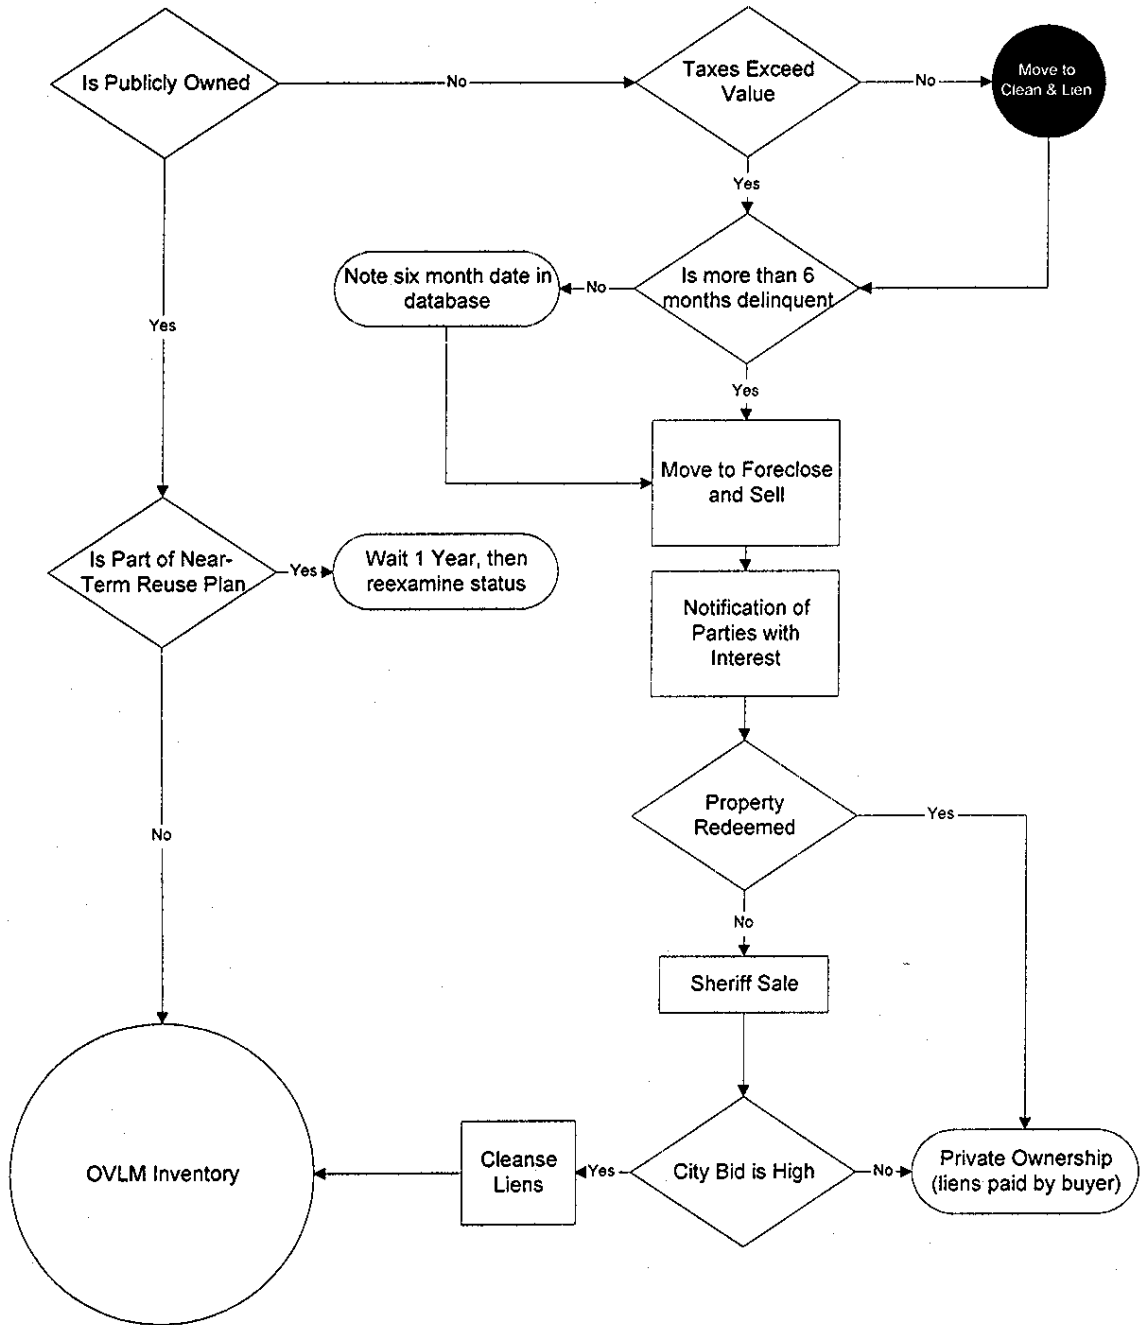 Is Publicly Owned
No
Taxes Exceed
Value
No
Move to
Clean & Lien
Yes
Note six month date in
database
No
Is more than 6
months delinquent
Yes
Yes
Move to Foreclose
and Sell
Is Part of Near-
Term Reuse Plan
Yes
Wait 1 Year, then
reexamine status
Notification of
Parties with
Interest
Property
Redeemed
Yes
No
No
Sheriff Sale
OVLM Inventory
Cleanse
Liens
Yes
City Bid is High
No
Private Ownership
(liens paid by buyer)